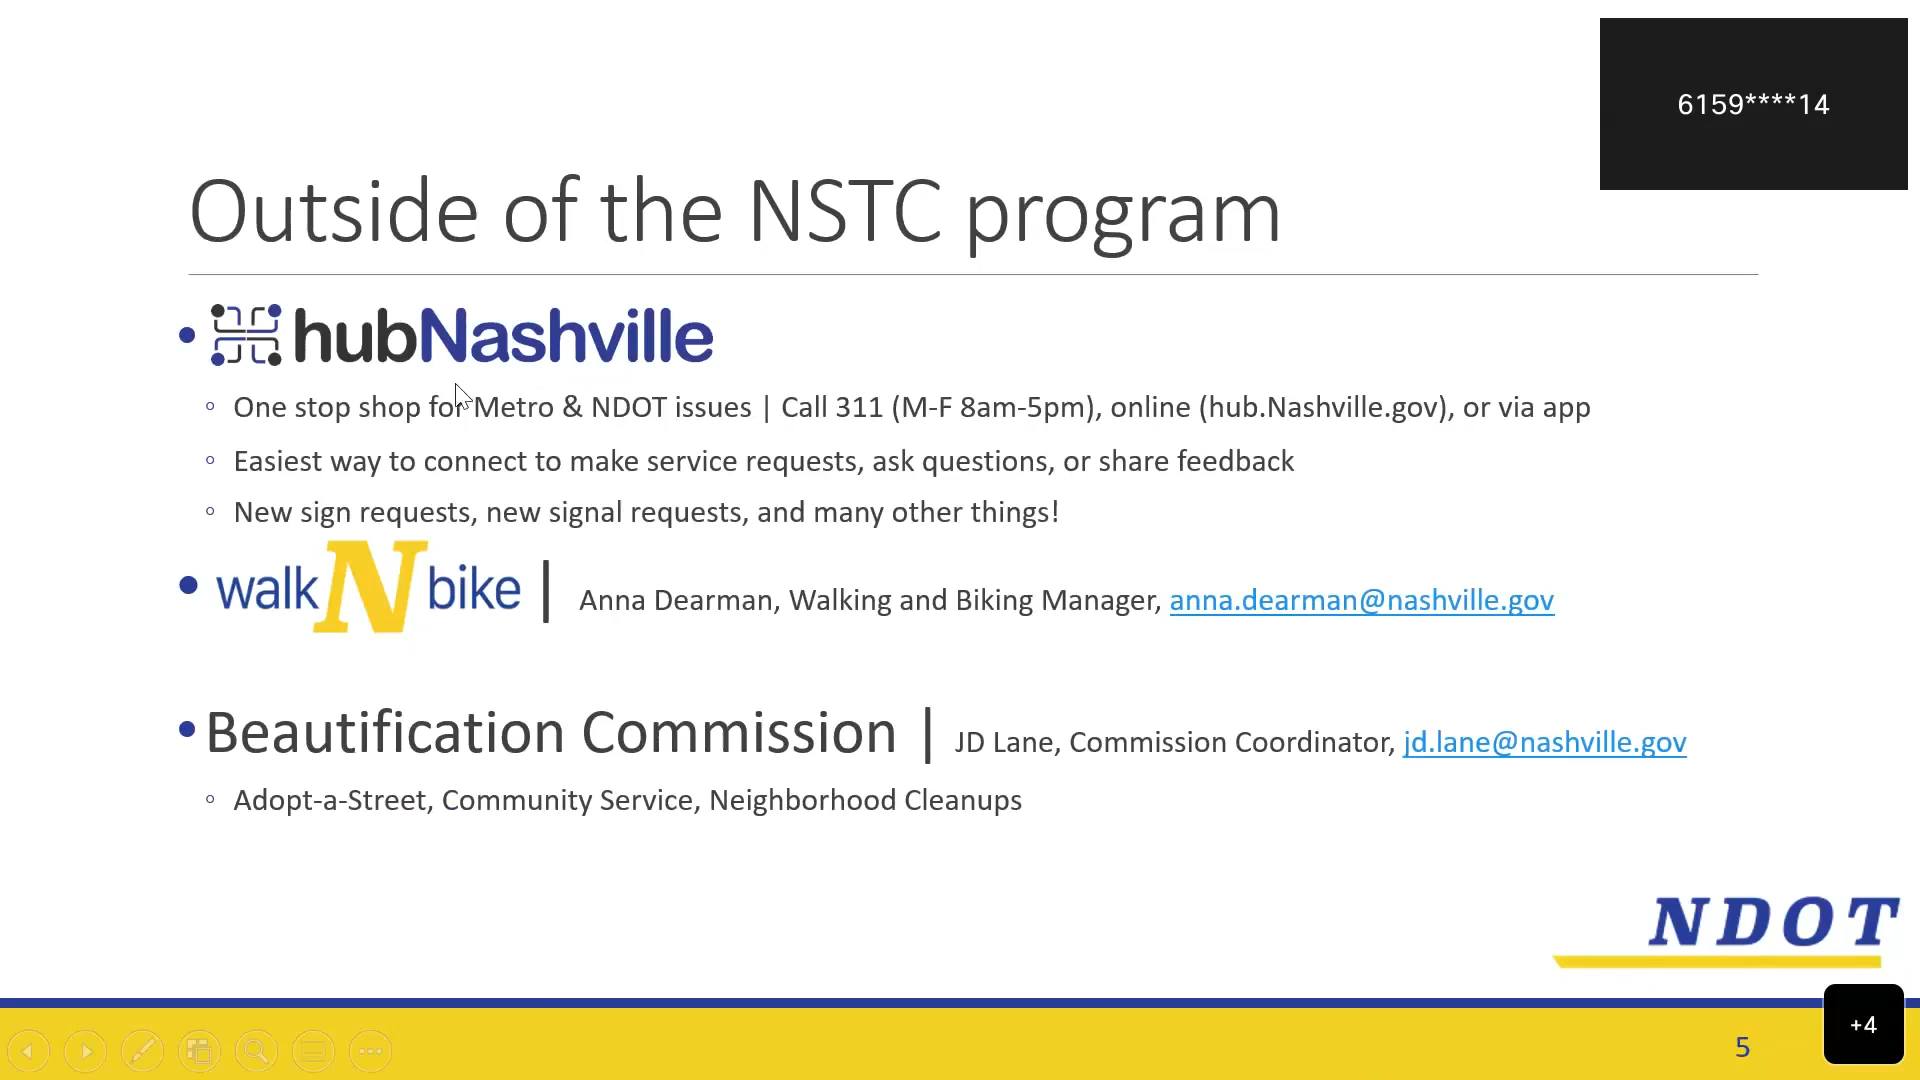 6159****14
Outside of the NSTC program
• hubNashville
◦ One stop shop for Metro & NDOT issues | Call 311 (M-F 8am-5pm), online (hub.Nashville.gov), or via app
◦ Easiest way to connect to make service requests, ask questions, or share feedback
◦ New sign requests, new signal requests, and many other things!
• walk N bike | Anna Dearman, Walking and Biking Manager, anna.dearman@nashville.gov
• Beautification Commission | JD Lane, Commission Coordinator, jd.lane@nashville.gov
◦ Adopt-a-Street, Community Service, Neighborhood Cleanups
NDOT
+4
5